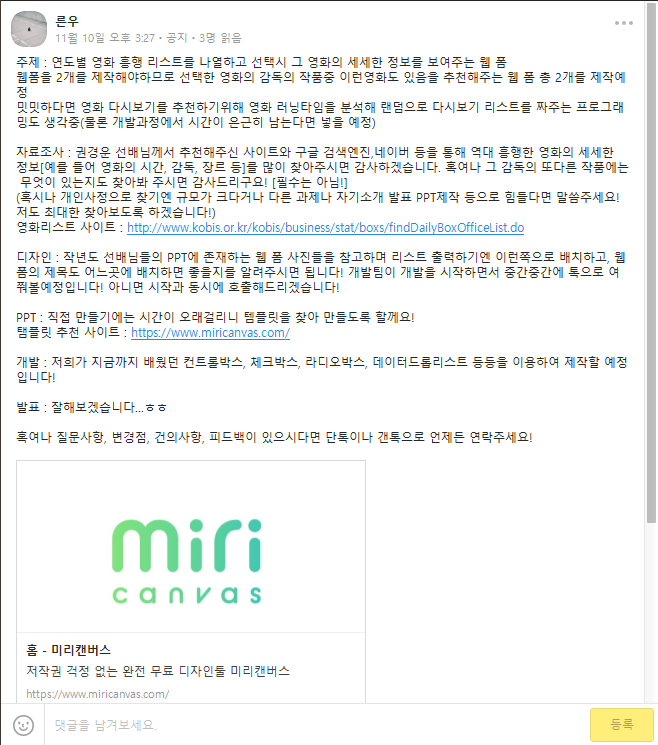 른우
11월 10일 오후 3:27 · 공지 · 3명 읽음
주제 : 연도별 영화 흥행 리스트를 나열하고 선택시 그 영화의 세세한 정보를 보여주는 웹 폼
웹폼을 2개를 제작해야하므로 선택한 영화의 감독의 작품중 이런영화도 있음을 추천해주는 웹 폼 총 2개를 제작예
정
밋밋하다면 영화 다시보기를 추천하기위해 영화 러닝타임을 분석해 랜덤으로 다시보기 리스트를 짜주는 프로그래
밍도 생각중(물론 개발과정에서 시간이 은근히 남는다면 넣을 예정)
자료조사 : 권경운 선배님께서 추천해주신 사이트와 구글 검색엔진,네이버 등을 통해 역대 흥행한 영화의 세세한
정보[예를 들어 영화의 시간, 감독, 장르 등]를 많이 찾아주시면 감사하겠습니다. 혹여나 그 감독의 또다른 작품에는
무엇이 있는지도 찾아봐 주시면 감사드리구요! [필수는 아님!]
(혹시나 개인사정으로 찾기엔 규모가 크다거나 다른 과제나 자기소개 발표 PPT제작 등으로 힘들다면 말씀주세요!
저도 최대한 찾아보도록 하겠습니다!)
영화리스트 사이트 : http://www.kobis.or.kr/kobis/business/stat/boxs/findDailyBoxOfficeList.do
디자인 : 작년도 선배님들의 PPT에 존재하는 웹 폼 사진들을 참고하며 리스트 출력하기엔 이런쪽으로 배치하고, 웹
폼의 제목도 어느곳에 배치하면 좋을지를 알려주시면 됩니다! 개발팀이 개발을 시작하면서 중간중간에 톡으로 여
쭤볼예정입니다! 아니면 시작과 동시에 호출해드리겠습니다!
PPT : 직접 만들기에는 시간이 오래걸리니 템플릿을 찾아 만들도록 할께요!
탬플릿 추천 사이트 : https://www.miricanvas.com/
개발 : 저희가 지금까지 배웠던 컨트롤박스, 체크박스, 라디오박스, 데이터드롭리스트 등등을 이용하여 제작할 예정
입니다!
발표 : 잘해보겠습니다...ㅎㅎ
혹여나 질문사항, 변경점, 건의사항, 피드백이 있으시다면 단톡이나 갠톡으로 언제든 연락주세요!
miri
canvas
홈 - 미리캔버스
저작권 걱정 없는 완전 무료 디자인툴 미리캔버스
https://www.miricanvas.com/
댓글을 남겨보세요.
등록